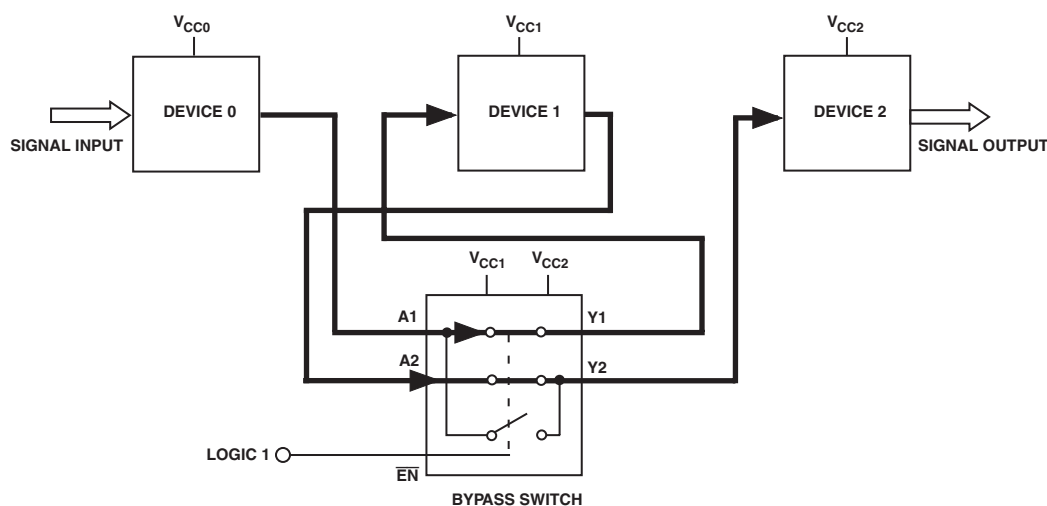 VCC0
VCC1
VCC2
DEVICE 0
DEVICE 1
DEVICE 2
SIGNAL INPUT
SIGNAL OUTPUT
VCC1
VCC2
A1
Y1
A2
Y2
LOGIC 1
EN
BYPASS SWITCH